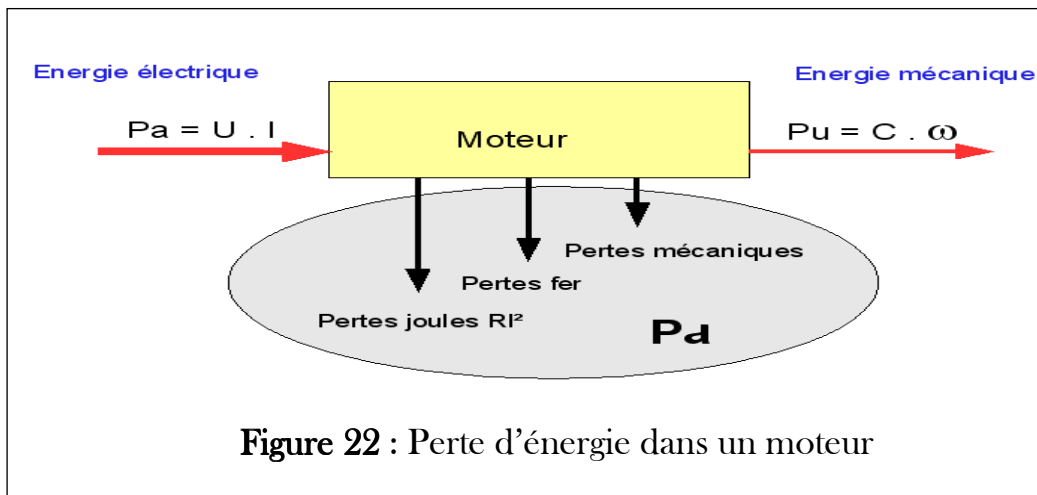 Energie électrique
Energie mécanique
Pa = U . I
Moteur
Pu = C . ω
Pertes mécaniques
Pertes fer
Pertes joules RI²
Pd
Figure 22 : Perte d’énergie dans un moteur